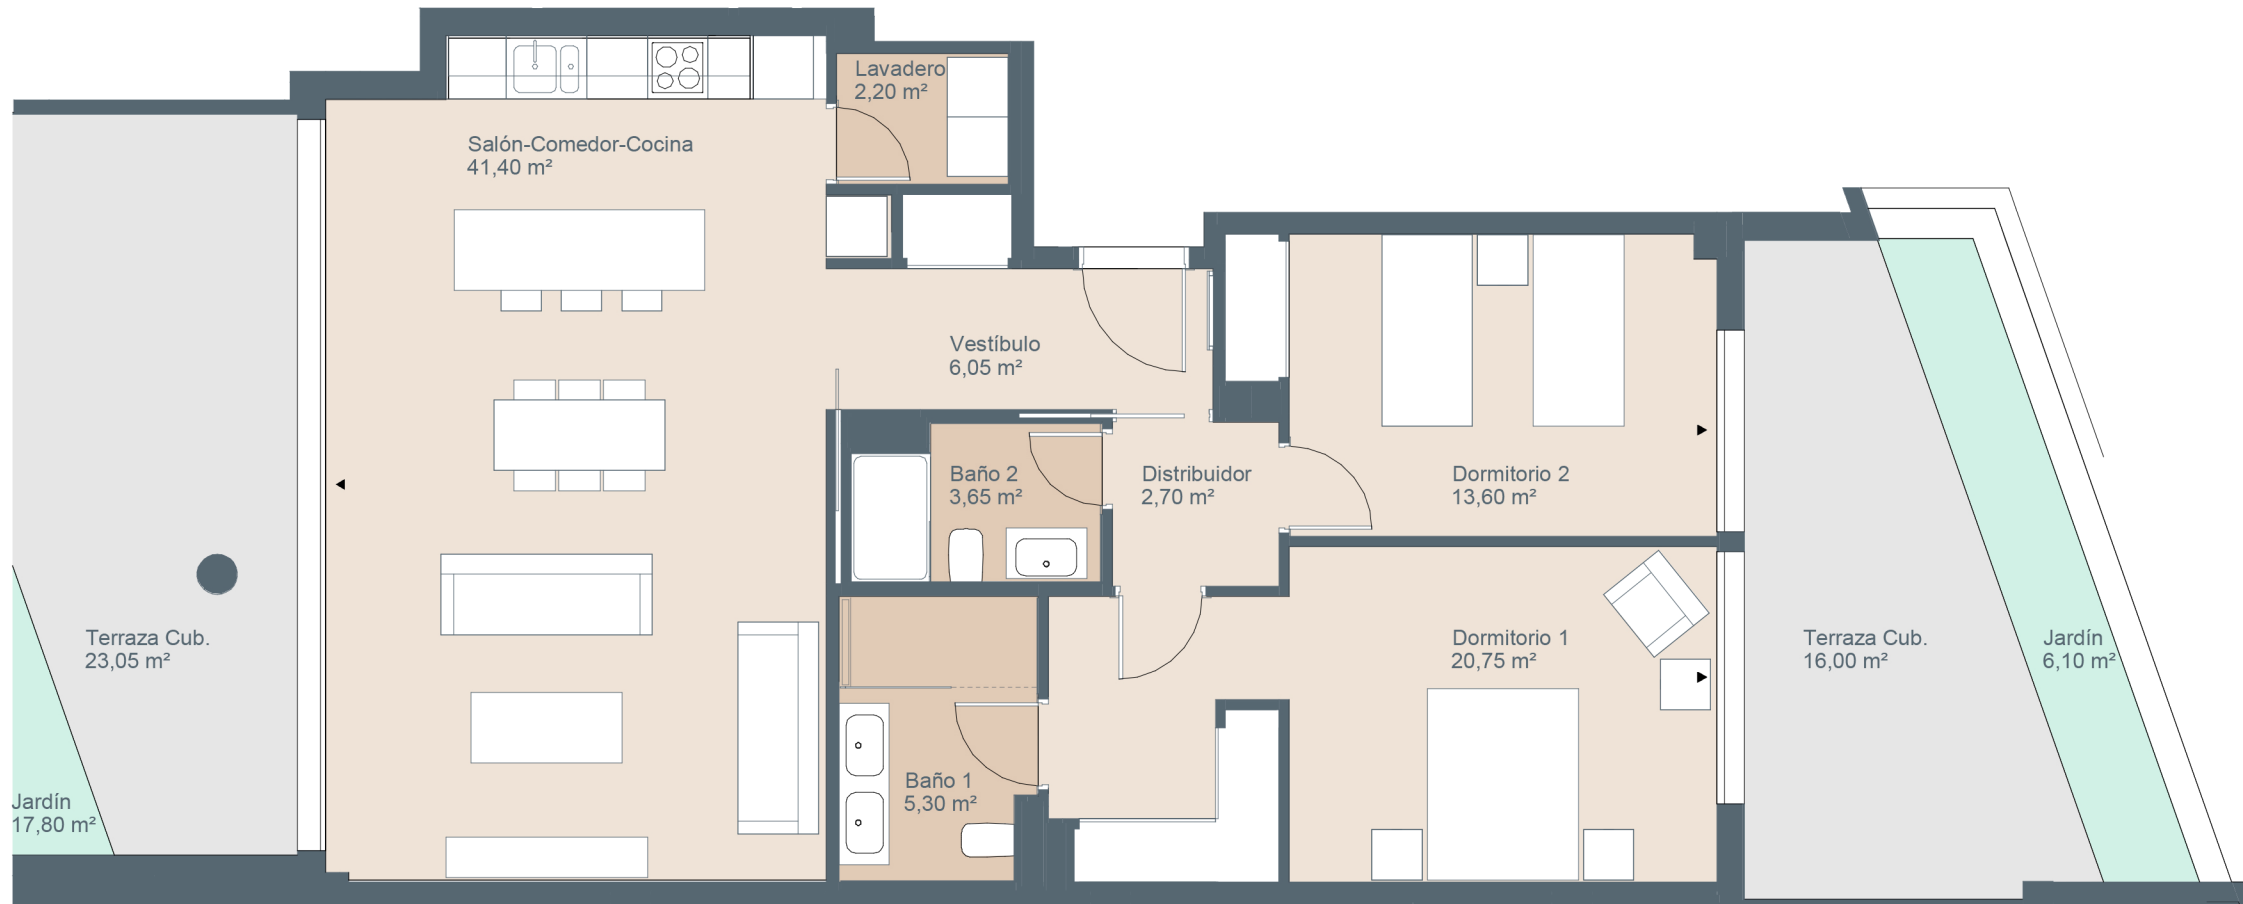 Lavadero
2,20 m²
Salón-Comedor-Cocina
41,40 m²
Vestíbulo
6,05 m²
Baño 2
3,65 m²
Distribuidor
2,70 m²
Dormitorio 2
13,60 m²
Terraza Cub.
23,05 m²
Dormitorio 1
20,75 m²
Terraza Cub.
16,00 m²
Jardín
6,10 m²
Jardín
17,80 m²
Baño 1
5,30 m²